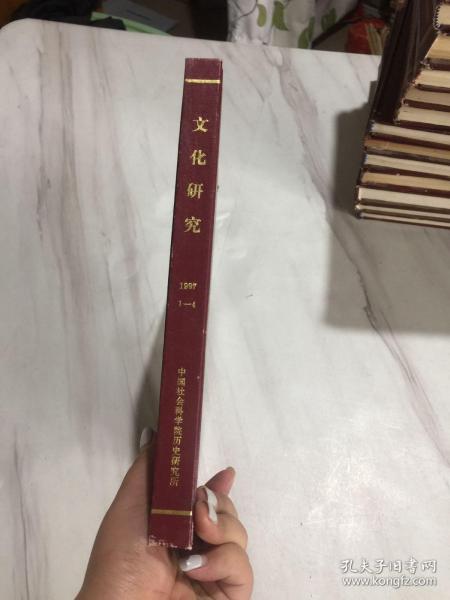 文化研究
1997
1—4
中国社会科学院历史研究所
孔夫子旧书网
www.kongfz.com